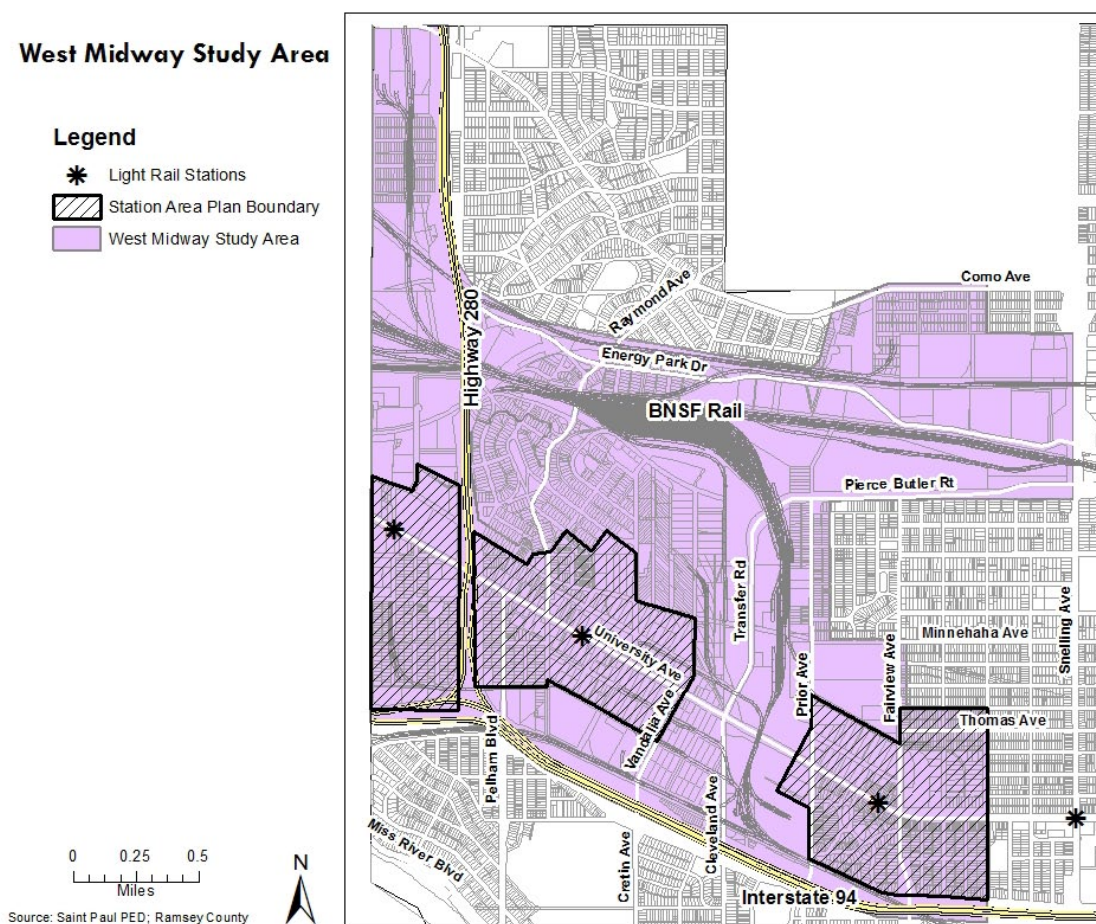 West Midway Study Area
Legend
Light Rail Stations
Station Area Plan Boundary
West Midway Study Area
Como Ave
Raymond Ave
Highway 280
Energy Park Dr
BNSF Rail
Pierce Butler Rt
Transfer Rd
Minnehaha Ave
Snelling Ave
University Ave
Prior Ave
Fairview Ave
Thomas Ave
Vandalia Ave
Pelham Blvd
Cleveland Ave
Cretin Ave
Miss River Blvd
Interstate 94
0 0.25 0.5
Miles
N
Source: Saint Paul PED; Ramsey County